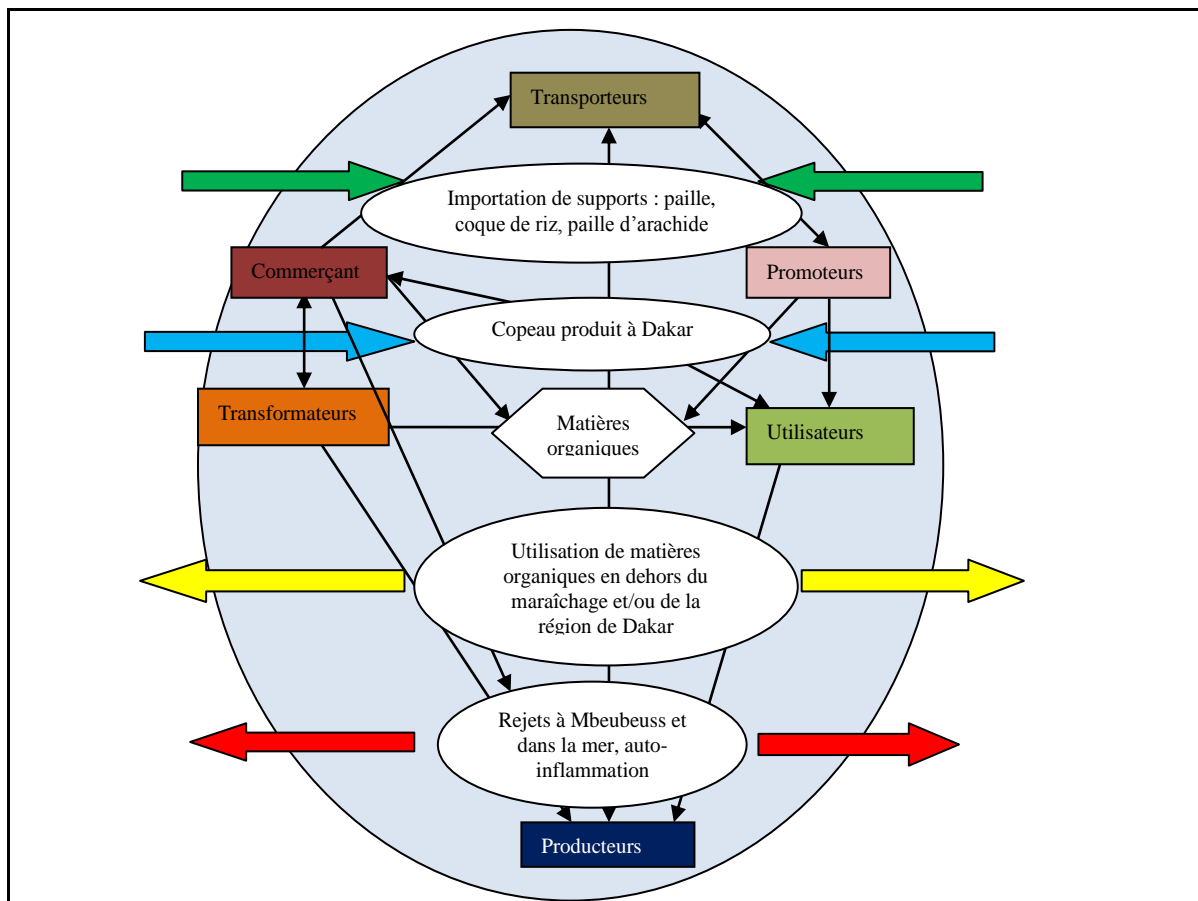 Transporteurs
Importation de supports : paille,
coque de riz, paille d'arachide
Commerçant
Promoteurs
Copeau produit à Dakar
Transformateurs
Matières
organiques
Utilisateurs
Utilisation de matières
organiques en dehors du
maraîchage et/ou de la
région de Dakar
Rejets à Mbeubeuss et
dans la mer, auto-
inflammation
Producteurs